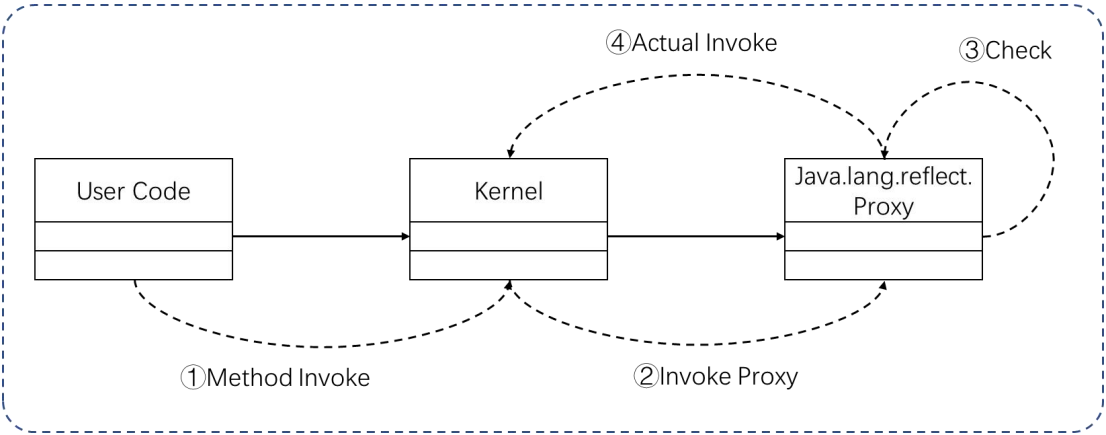 ④Actual Invoke
③Check
User Code
Kernel
Java.lang.reflect.
Proxy
①Method Invoke
②Invoke Proxy